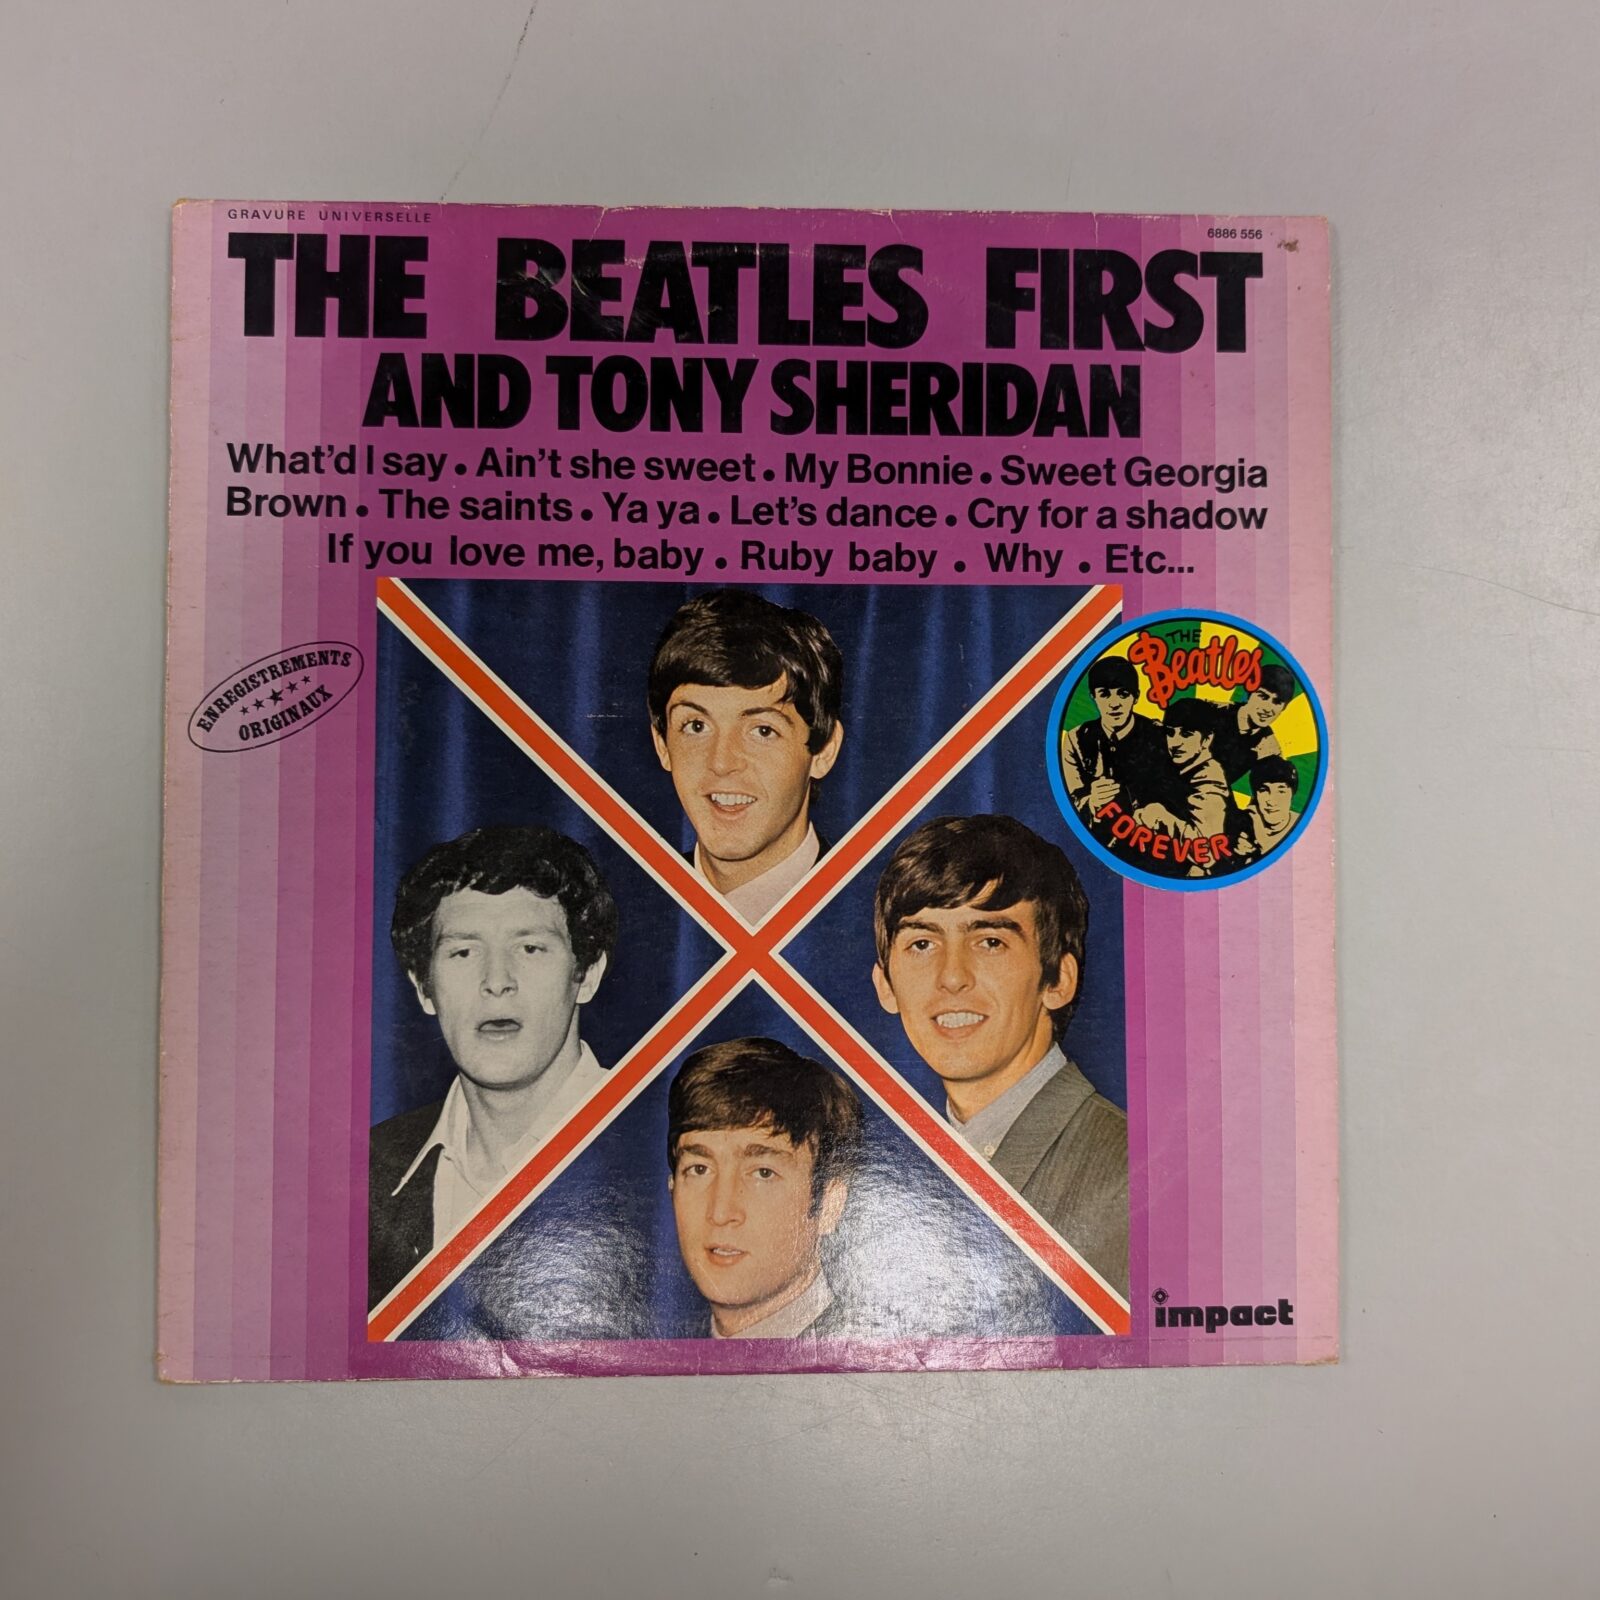 GRAVURE UNIVERSELLE
6886 556
THE BEATLES FIRST
AND TONY SHERIDAN
What'd I say • Ain't she sweet • My Bonnie • Sweet Georgia
Brown • The saints • Ya ya • Let's dance • Cry for a shadow
If you love me, baby • Ruby baby • Why • Etc...
ENREGISTREMENTS
ORIGINAUX
THE
Beatles
FOREVER
impact